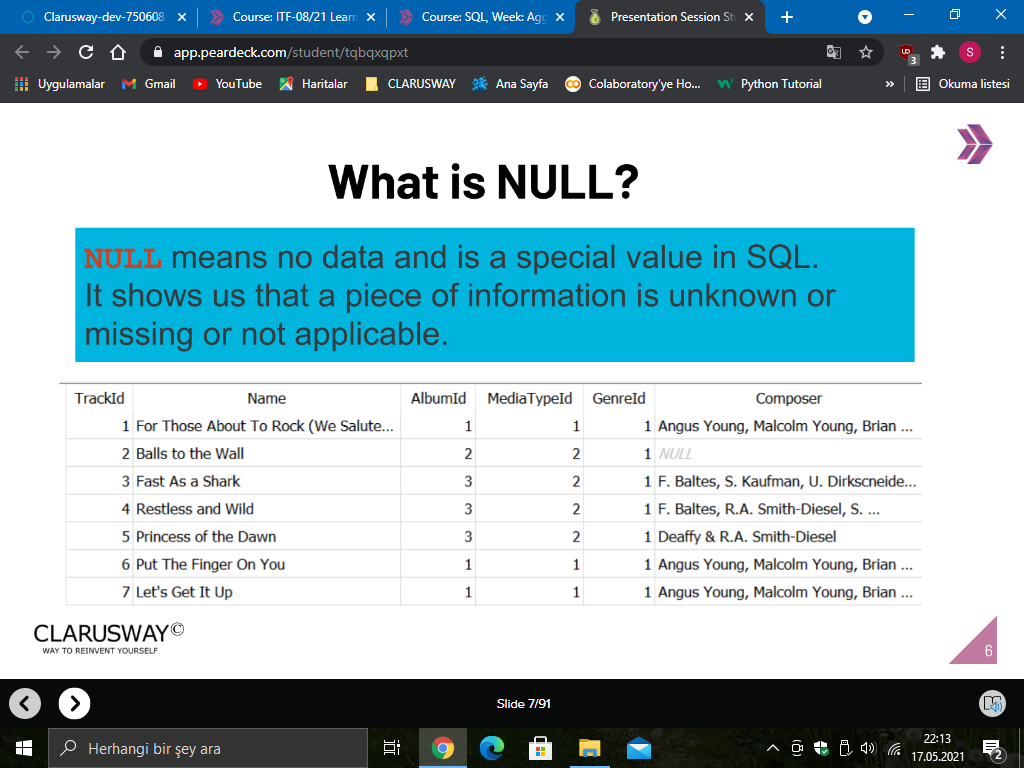 Clarusway-dev-750608
Course: ITF-08/21 Learn
Course: SQL, Week: Agg
Presentation Session St
app.peardeck.com/student/tqbqxqpxt
UD
3
S
Uygulamalar
Gmail
YouTube
Haritalar
CLARUSWAY
Ana Sayfa
Colaboratory'ye Ho...
Python Tutorial
»
Okuma listesi
What is NULL?
NULL means no data and is a special value in SQL.
It shows us that a piece of information is unknown or
missing or not applicable.
TrackId Name AlbumId MediaTypeId GenreId Composer
1 For Those About To Rock (We Salute... 1 1 1 Angus Young, Malcolm Young, Brian ...
2 Balls to the Wall 2 2 1 NULL
3 Fast As a Shark 3 2 1 F. Baltes, S. Kaufman, U. Dirkscneide...
4 Restless and Wild 3 2 1 F. Baltes, R.A. Smith-Diesel, S. ...
5 Princess of the Dawn 3 2 1 Deaffy & R.A. Smith-Diesel
6 Put The Finger On You 1 1 1 Angus Young, Malcolm Young, Brian ...
7 Let's Get It Up 1 1 1 Angus Young, Malcolm Young, Brian ...
CLARUSWAY©
WAY TO REINVENT YOURSELF
6
Slide 7/91
Herhangi bir şey ara
22:13
17.05.2021
2